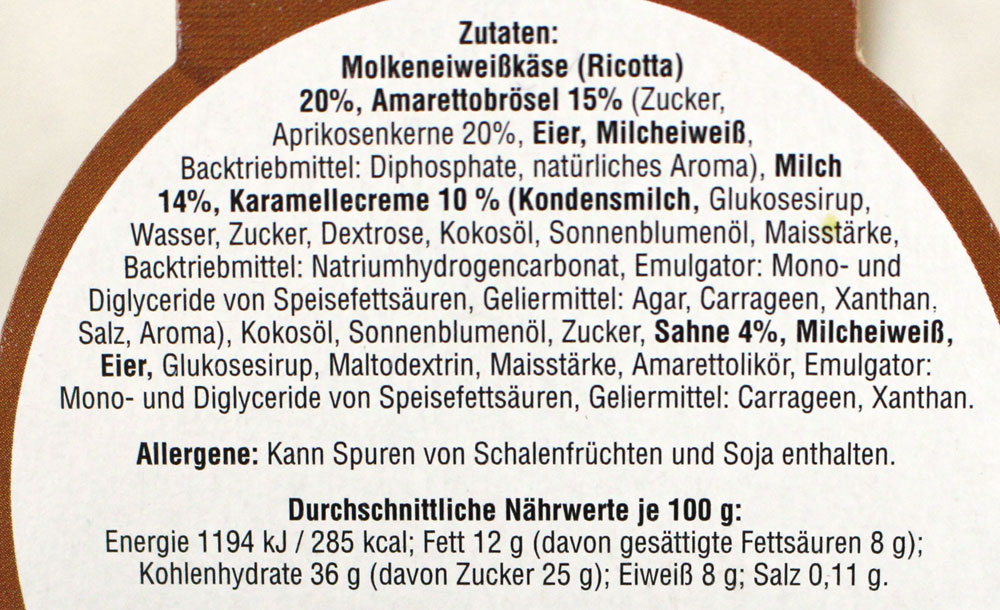 Zutaten:
Molkeneiweißkäse (Ricotta)
20%, Amarettobrösel 15% (Zucker,
Aprikosenkerne 20%, Eier, Milcheiweiß,
Backtriebmittel: Diphosphate, natürliches Aroma), Milch
14%, Karamellecreme 10 % (Kondensmilch, Glukosesirup,
Wasser, Zucker, Dextrose, Kokosöl, Sonnenblumenöl, Maisstärke,
Backtriebmittel: Natriumhydrogencarbonat, Emulgator: Mono- und
Diglyceride von Speisefettsäuren, Geliermittel: Agar, Carrageen, Xanthan,
Salz, Aroma), Kokosöl, Sonnenblumenöl, Zucker, Sahne 4%, Milcheiweiß,
Eier, Glukosesirup, Maltodextrin, Maisstärke, Amarettolikör, Emulgator:
Mono- und Diglyceride von Speisefettsäuren, Geliermittel: Carrageen, Xanthan.
Allergene: Kann Spuren von Schalenfrüchten und Soja enthalten.
Durchschnittliche Nährwerte je 100 g:
Energie 1194 kJ / 285 kcal; Fett 12 g (davon gesättigte Fettsäuren 8 g);
Kohlenhydrate 36 g (davon Zucker 25 g); Eiweiß 8 g; Salz 0,11 g.